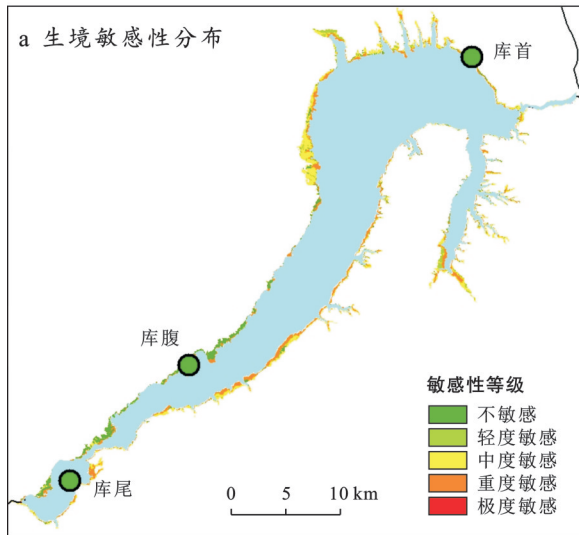 a 生境敏感性分布
库首
库腹
库尾
敏感性等级
不敏感
轻度敏感
中度敏感
重度敏感
极度敏感
0 5 10 km